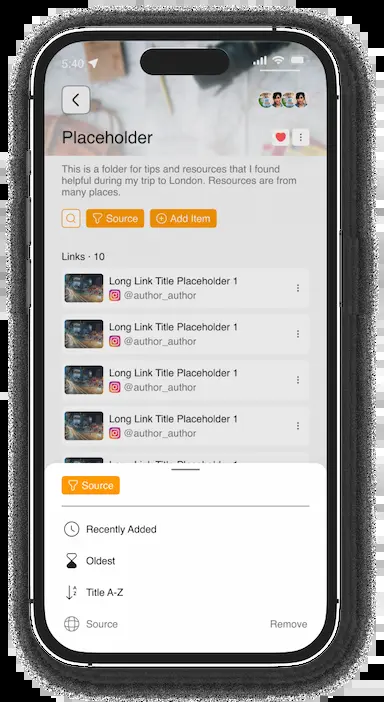 5:40
Placeholder
This is a folder for tips and resources that I found
helpful during my trip to London. Resources are from
many places.
Source
Add Item
Links · 10
Long Link Title Placeholder 1
@author_author
Long Link Title Placeholder 1
@author_author
Long Link Title Placeholder 1
@author_author
Long Link Title Placeholder 1
@author_author
Source
Recently Added
Oldest
A
Z
Title A-Z
Source
Remove